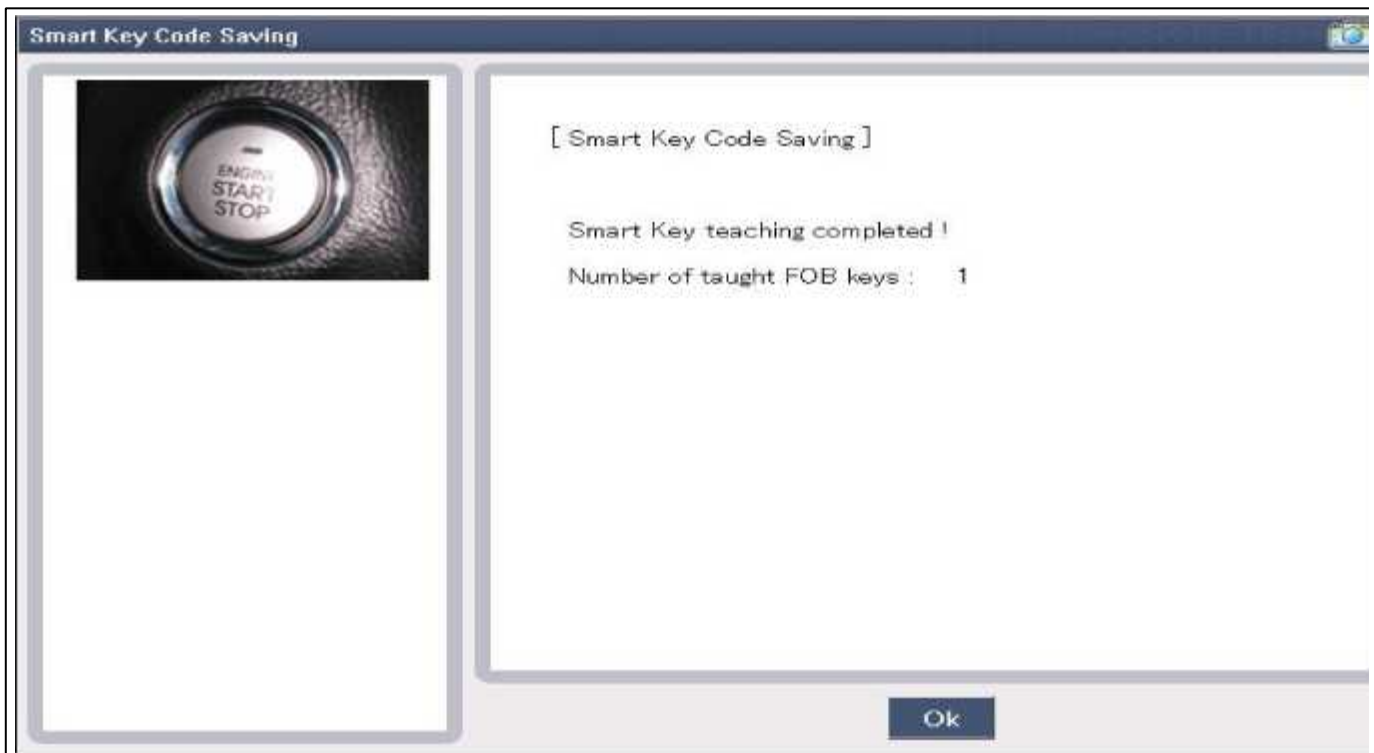 Smart Key Code Saving
ENGINE
START
STOP
[ Smart Key Code Saving ]
Smart Key teaching completed !
Number of taught FOB keys : 1
Ok